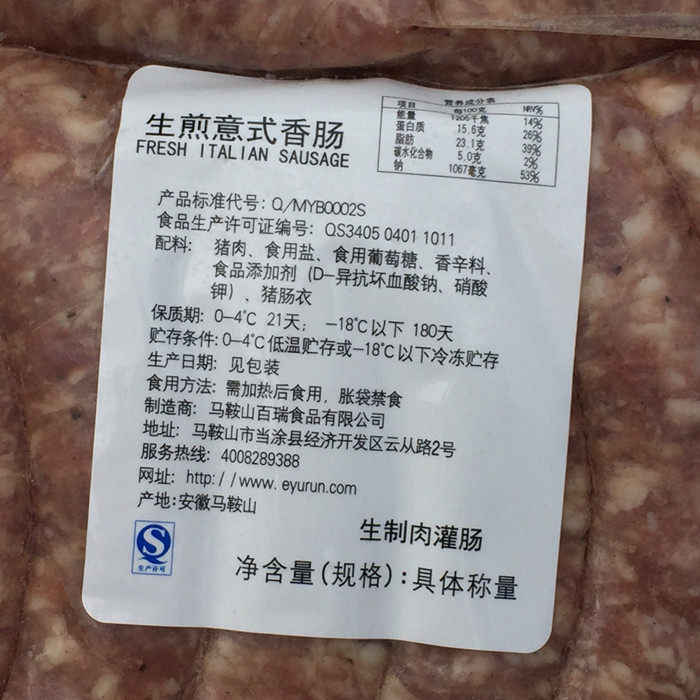 生煎意式香肠
FRESH ITALIAN SAUSAGE
营养成分表
项目 每100克 NRV%
能量 1205千焦 14%
蛋白质 15.6克 26%
脂肪 23.1克 39%
碳水化合物 5.0克 2%
钠 1067毫克 53%
产品标准代号: Q/MYB0002S
食品生产许可证编号: QS3405 0401 1011
配料: 猪肉、食用盐、食用葡萄糖、香辛料、
食品添加剂 (D-异抗坏血酸钠、硝酸
钾)、猪肠衣
保质期: 0-4℃ 21天; -18℃以下 180天
贮存条件: 0-4℃低温贮存或-18℃以下冷冻贮存
生产日期: 见包装
食用方法: 需加热后食用, 胀袋禁食
制造商: 马鞍山百瑞食品有限公司
地址: 马鞍山市当涂县经济开发区云从路2号
服务热线: 4008289388
网址: http://www.eyurun.com
产地:安徽马鞍山
生产许可
生制肉灌肠
净含量(规格):具体称量